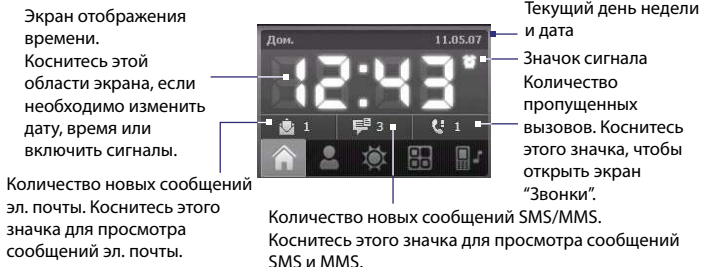 Экран отображения
времени.
Коснитесь этой
области экрана, если
необходимо изменить
дату, время или
включить сигналы.
Количество новых сообщений
эл. почты. Коснитесь этого
значка для просмотра
сообщений эл. почты.
Дом.
11.05.07
12:43
1
3
1
Текущий день недели
и дата
Значок сигнала
Количество
пропущенных
вызовов. Коснитесь
этого значка, чтобы
открыть экран
“Звонки”.
Количество новых сообщений SMS/MMS.
Коснитесь этого значка для просмотра сообщений
SMS и MMS.